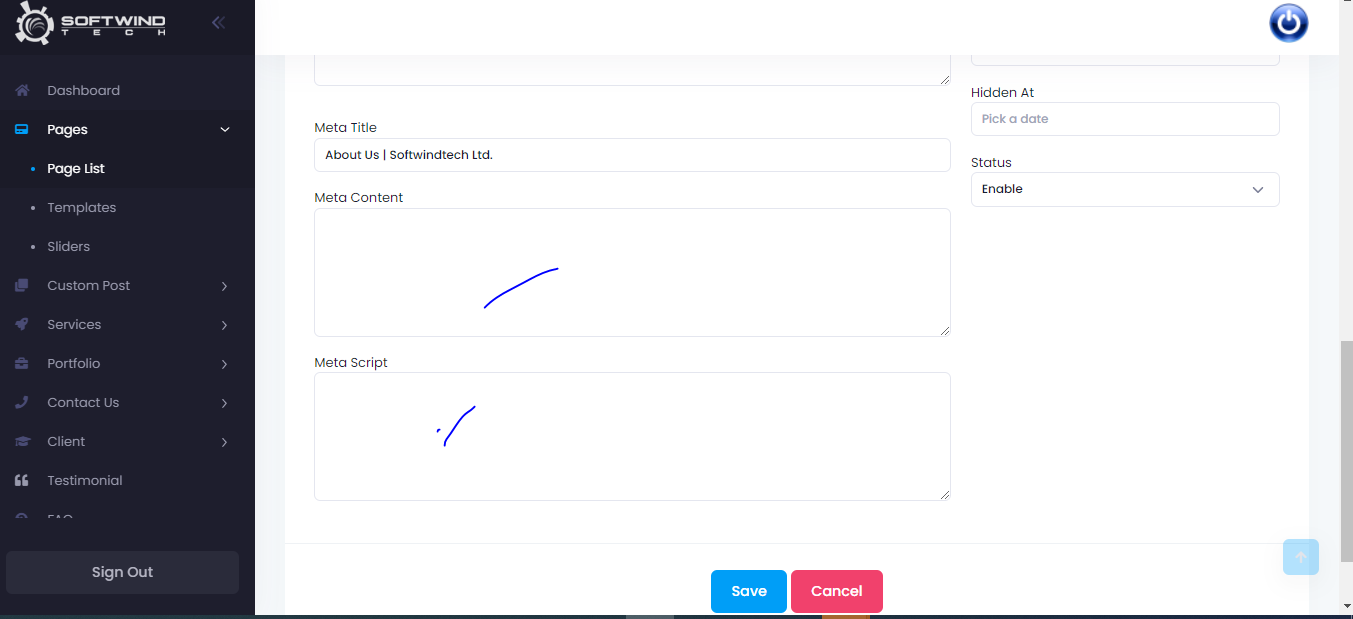 SOFTWIND
TECH
Dashboard
Pages
Page List
Templates
Sliders
Custom Post
Services
Portfolio
Contact Us
Client
Testimonial
FAQ
Sign Out
Meta Title
About Us | Softwindtech Ltd.
Meta Content
Meta Script
Hidden At
Pick a date
Status
Enable
Save
Cancel